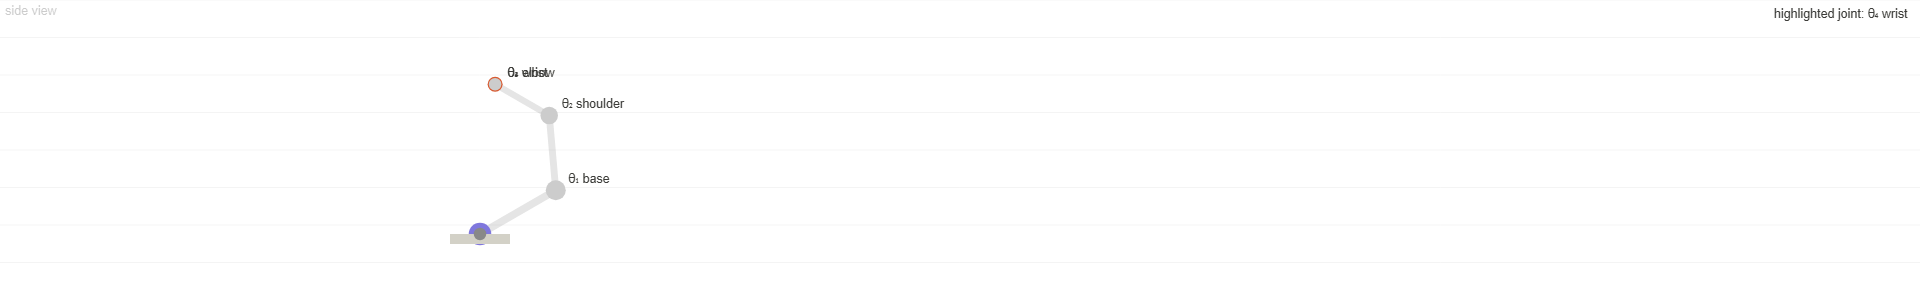 side view
highlighted joint: θ₄ wrist
θ₂ shoulder
θ₁ base